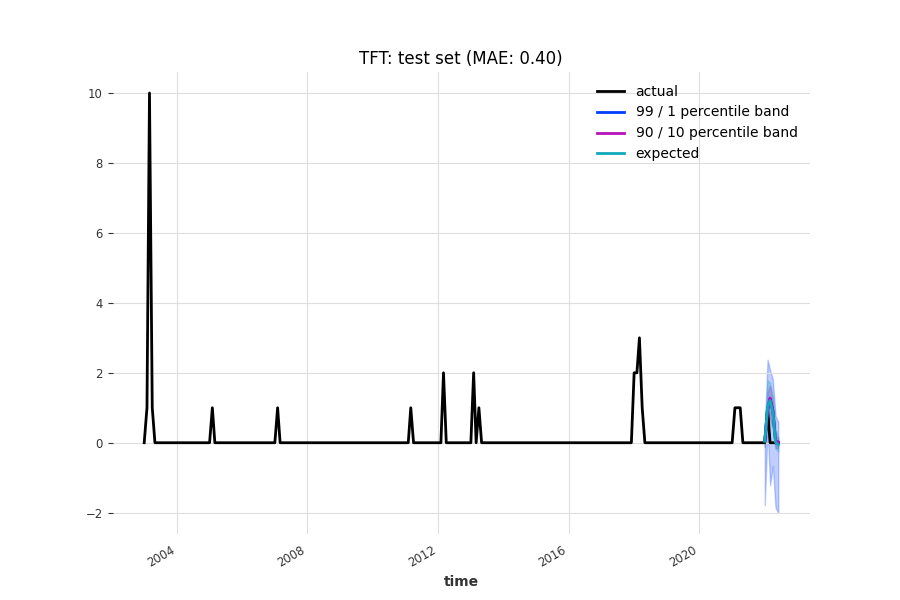 TFT: test set (MAE: 0.40)
actual
99 / 1 percentile band
90 / 10 percentile band
expected
10
8
6
4
2
0
−2
2004
2008
2012
2016
2020
time